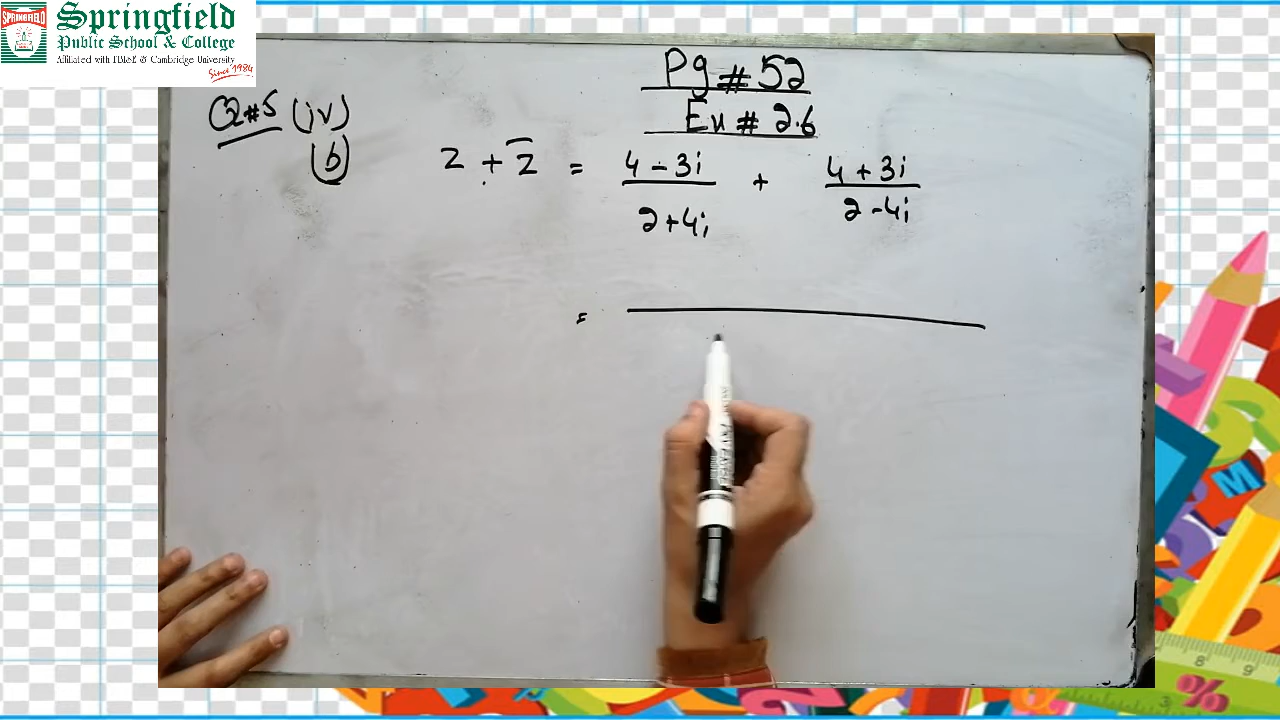 Springfield
Public School & College
Affiliated with FBISE & Cambridge University
Since 1984
Pg # 52
Ex # 2.6
Q2#5 (iv)
(b)
z + z̅ = 4 - 3i / 2 + 4i + 4 + 3i / 2 - 4i
=